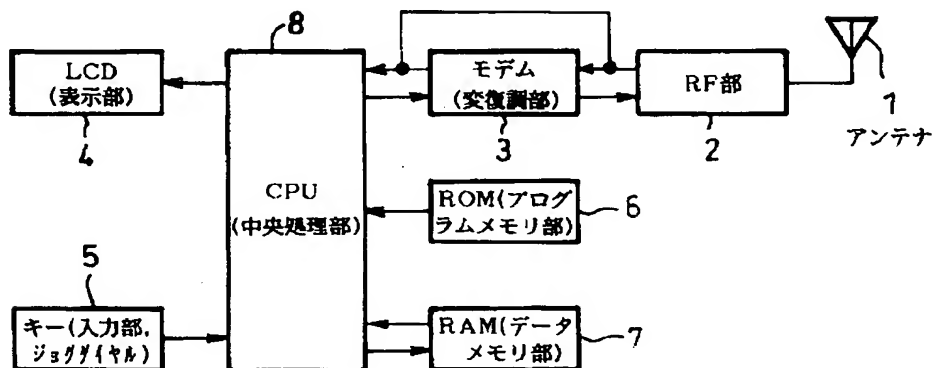 8
LCD
(表示部)
4
モデム
(変復調部)
3
RF部
2
1
アンテナ
CPU
(中央処理部)
ROM(プログ
ラムメモリ部)
6
5
キー(入力部,
ジョグダイヤル)
RAM(データ
メモリ部)
7